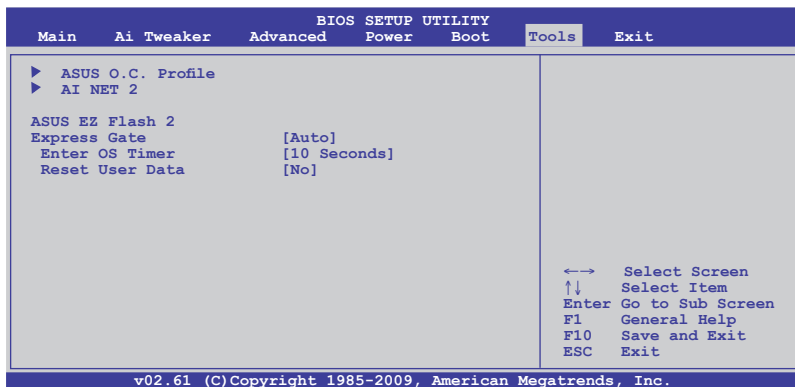 BIOS SETUP UTILITY
Main Ai Tweaker Advanced Power Boot Tools Exit
ASUS O.C. Profile
AI NET 2
ASUS EZ Flash 2
Express Gate [Auto]
Enter OS Timer [10 Seconds]
Reset User Data [No]
←→ Select Screen
↑↓ Select Item
Enter Go to Sub Screen
F1 General Help
F10 Save and Exit
ESC Exit
v02.61 (C)Copyright 1985-2009, American Megatrends, Inc.